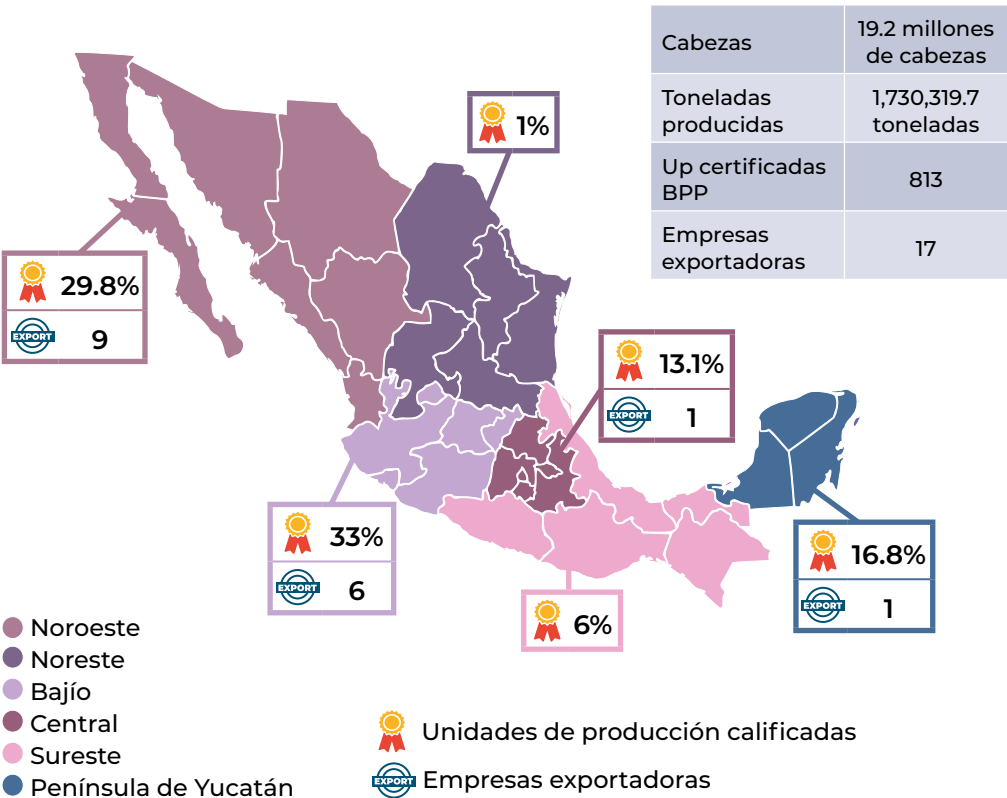 Cabezas
19.2 millones
de cabezas
Toneladas
producidas
1,730,319.7
toneladas
Up certificadas
BPP
813
Empresas
exportadoras
17
1%
29.8%
EXPORT
9
13.1%
EXPORT
1
33%
EXPORT
6
16.8%
EXPORT
1
6%
Noroeste
Noreste
Bajío
Central
Sureste
Península de Yucatán
Unidades de producción calificadas
EXPORT
Empresas exportadoras